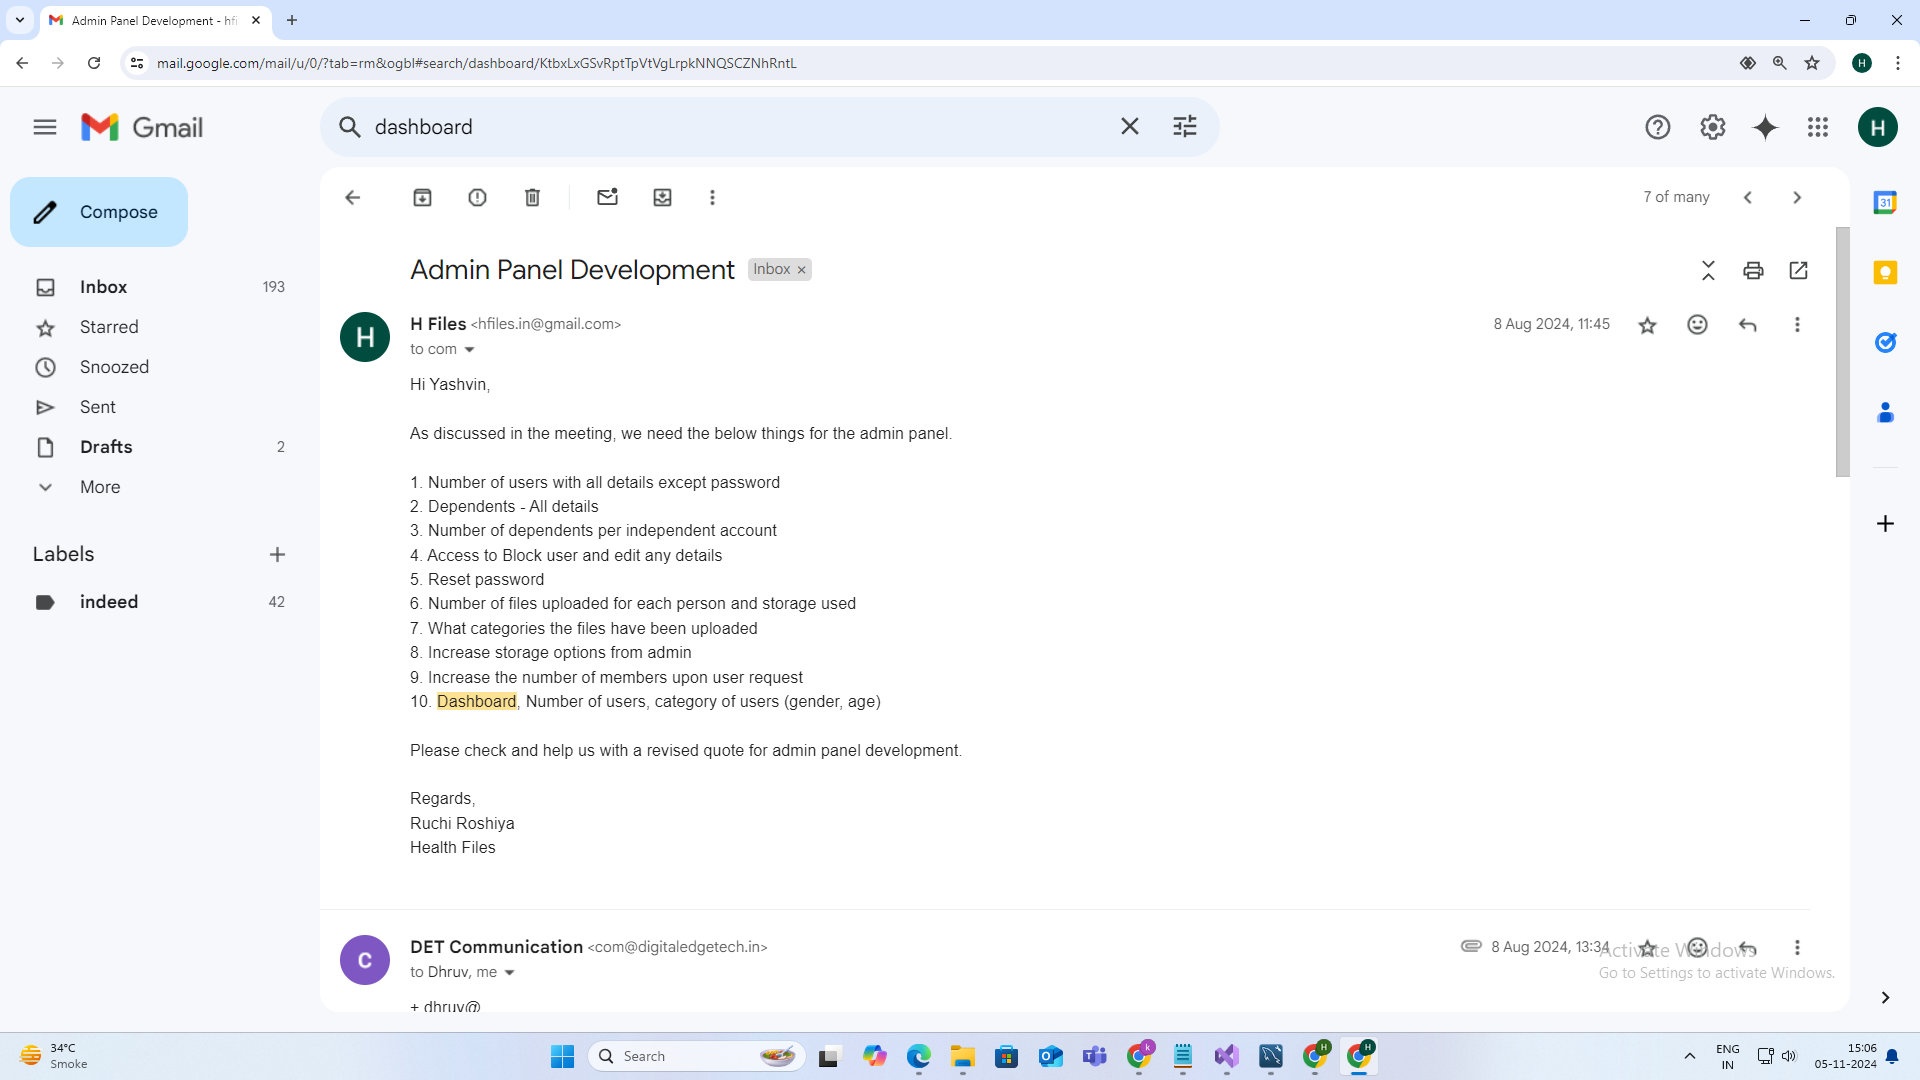 Admin Panel Development - hfi
mail.google.com/mail/u/0/?tab=rm&ogbl#search/dashboard/KtbxLxGSvRptTpVtVgLrpkNNQSCZNhRntL
H
Gmail
dashboard
H
Compose
7 of many
31
Inbox 193
Starred
Snoozed
Sent
Drafts 2
More
Labels
indeed 42
Admin Panel Development Inbox
H
H Files <hfiles.in@gmail.com> 8 Aug 2024, 11:45
to com
Hi Yashvin,
As discussed in the meeting, we need the below things for the admin panel.
1. Number of users with all details except password
2. Dependents - All details
3. Number of dependents per independent account
4. Access to Block user and edit any details
5. Reset password
6. Number of files uploaded for each person and storage used
7. What categories the files have been uploaded
8. Increase storage options from admin
9. Increase the number of members upon user request
10. Dashboard, Number of users, category of users (gender, age)
Please check and help us with a revised quote for admin panel development.
Regards,
Ruchi Roshiya
Health Files
C
DET Communication <com@digitaledgetech.in> 8 Aug 2024, 13:34
to Dhruv, me
+ dhruv@
Activate Windows
Go to Settings to activate Windows.
34°C
Smoke
Search
k
H
H
ENG
IN
15:06
05-11-2024